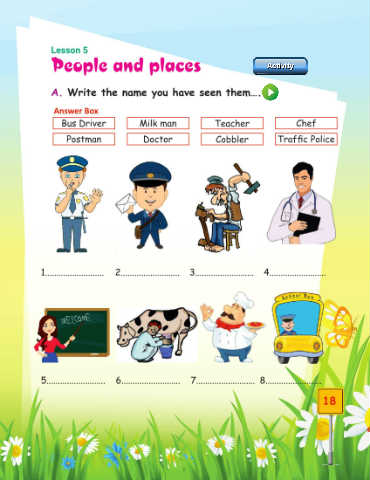 Lesson 5
People and places
Activity
A. Write the name you have seen them....
Answer Box
Bus Driver Milk man Teacher Chef
Postman Doctor Cobbler Traffic Police
1..................... 2..................... 3..................... 4.....................
WELCOME
School Bus
5..................... 6..................... 7..................... 8.....................
18